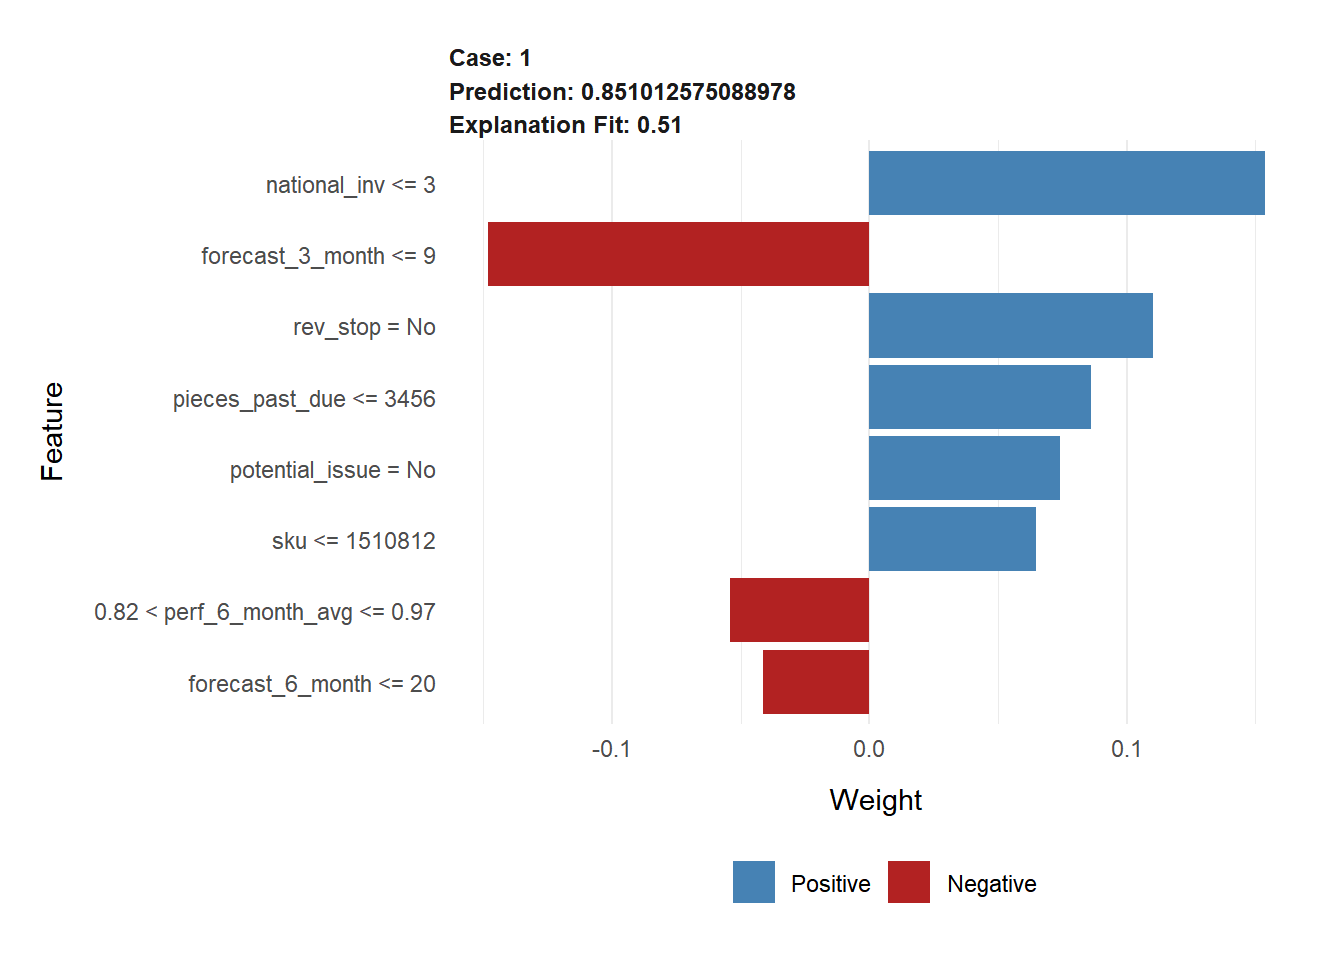 Case: 1
Prediction: 0.851012575088978
Explanation Fit: 0.51
Feature
national_inv <= 3
forecast_3_month <= 9
rev_stop = No
pieces_past_due <= 3456
potential_issue = No
sku <= 1510812
0.82 < perf_6_month_avg <= 0.97
forecast_6_month <= 20
-0.1 0.0 0.1
Weight
Positive Negative